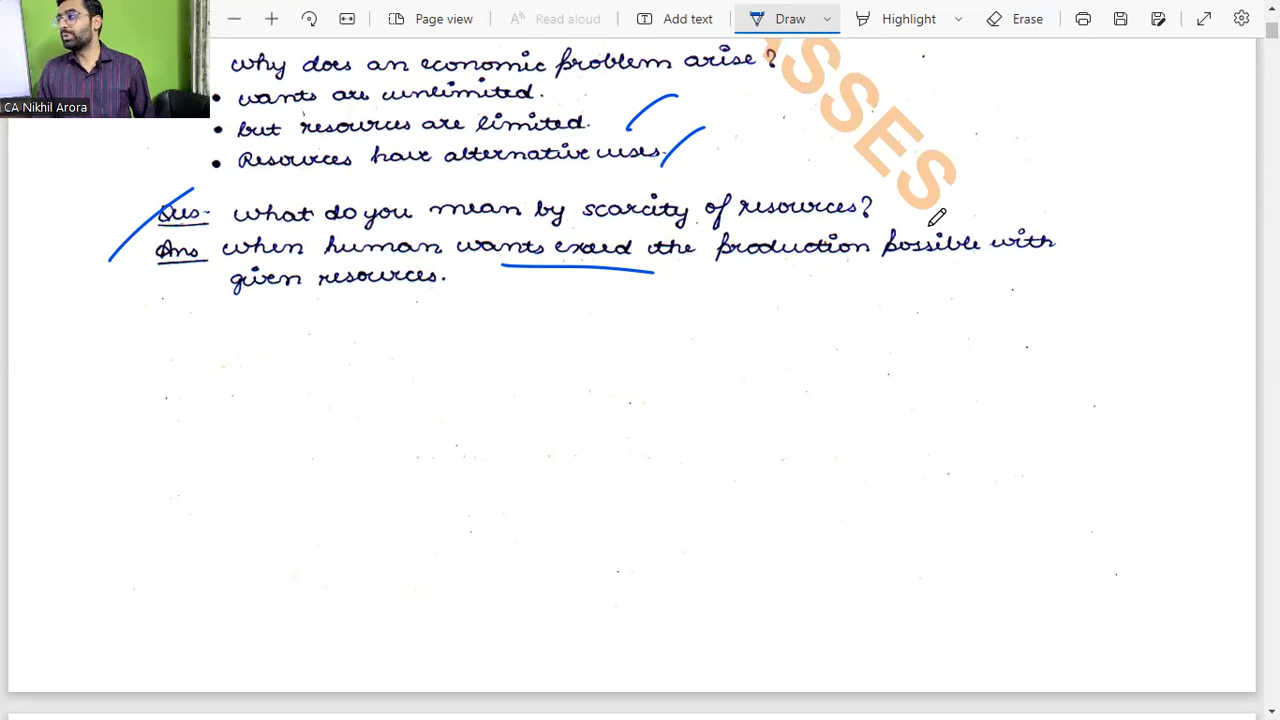 Page view
Read aloud
Add text
Draw
Highlight
Erase
CA Nikhil Arora
SSES
why does an economic problem arise?
• wants are unlimited.
• but resources are limited.
• Resources have alternative uses.
Ques- what do you mean by scarcity of resources?
Ans when human wants exceed the production possible with
given resources.